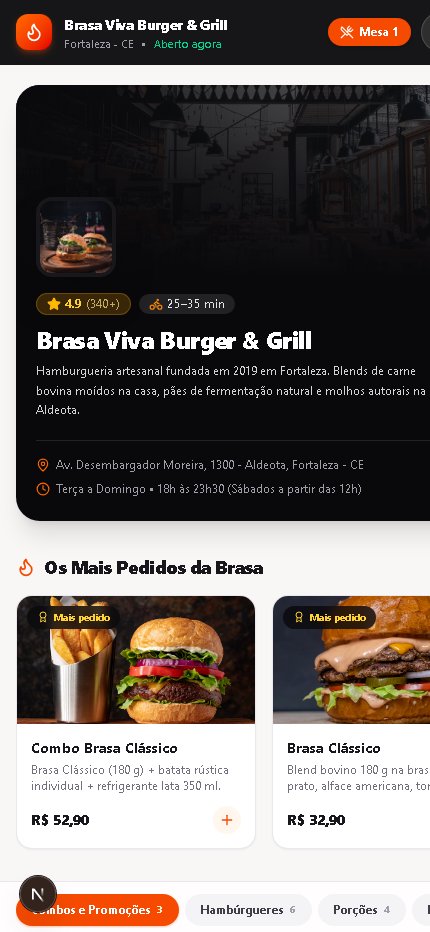 Brasa Viva Burger & Grill
Fortaleza - CE • Aberto agora
Mesa 1
4.9 (340+)
25–35 min
Brasa Viva Burger & Grill
Hamburgueria artesanal fundada em 2019 em Fortaleza. Blends de carne
bovina moídos na casa, pães de fermentação natural e molhos autorais na
Aldeota.
Av. Desembargador Moreira, 1300 - Aldeota, Fortaleza - CE
Terça a Domingo • 18h às 23h30 (Sábados a partir das 12h)
Os Mais Pedidos da Brasa
Mais pedido
Combo Brasa Clássico
Brasa Clássico (180 g) + batata rústica
individual + refrigerante lata 350 ml.
R$ 52,90
Mais pedido
Brasa Clássico
Blend bovino 180 g na bras
prato, alface americana, tom
R$ 32,90
N
ombos e Promoções 3
Hambúrgueres 6
Porções 4